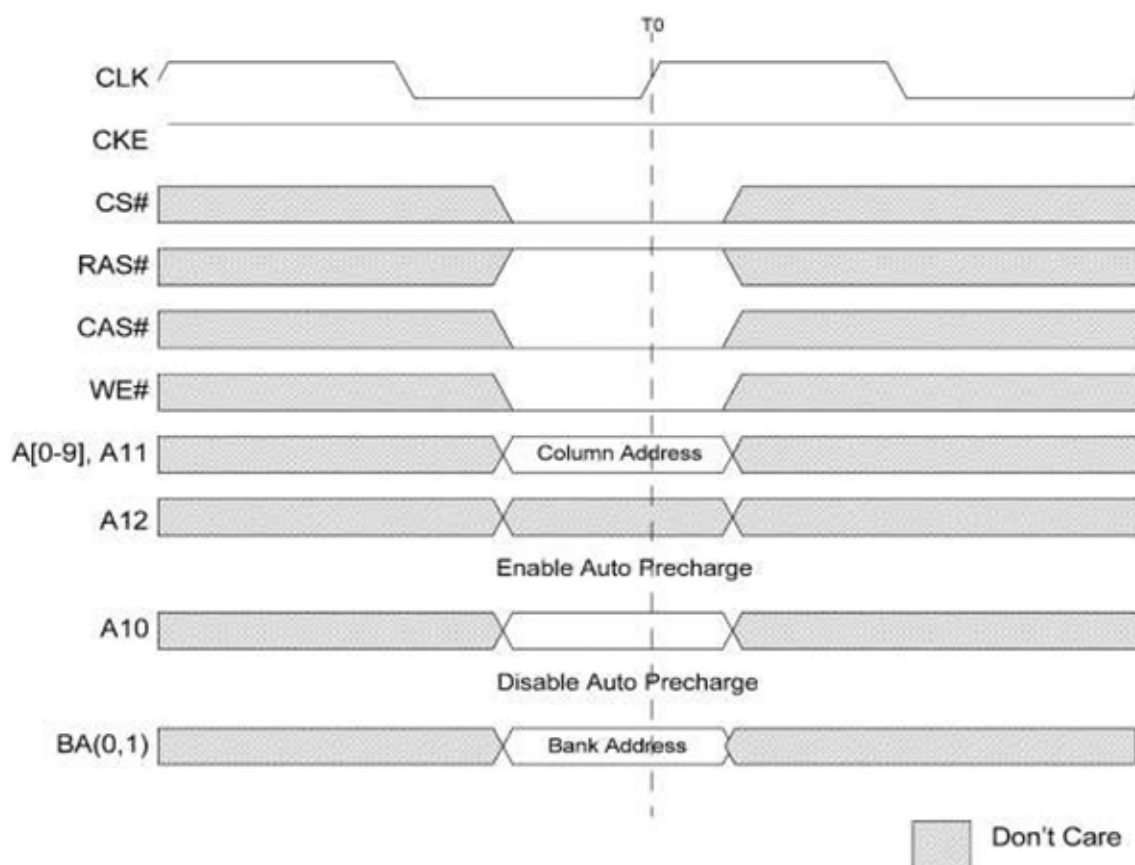 T0
CLK
CKE
CS#
RAS#
CAS#
WE#
A[0-9], A11 Column Address
A12
Enable Auto Precharge
A10
Disable Auto Precharge
BA(0,1) Bank Address
Don't Care